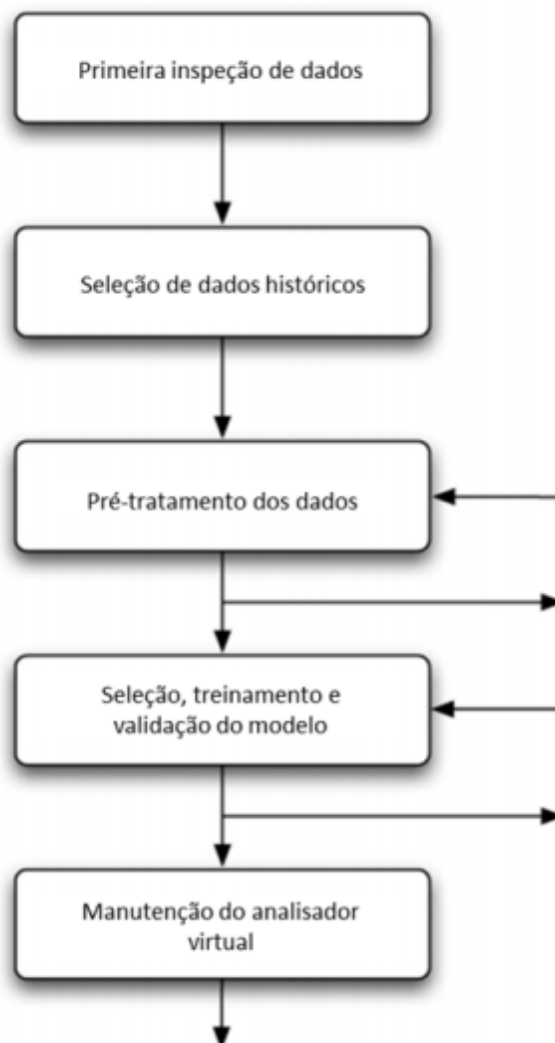 Primeira inspeção de dados
Seleção de dados históricos
Pré-tratamento dos dados
Seleção, treinamento e
validação do modelo
Manutenção do analisador
virtual